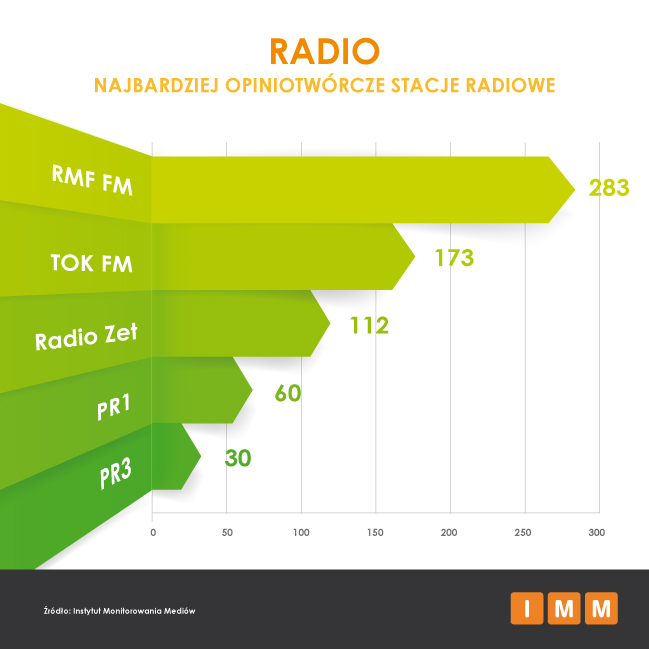 RADIO
NAJBARDZIEJ OPINIOTWÓRCZE STACJE RADIOWE
RMF FM 283
TOK FM 173
Radio Zet 112
PR1 60
PR3 30
0 50 100 150 200 250 300
Źródło: Instytut Monitorowania Mediów
IMM